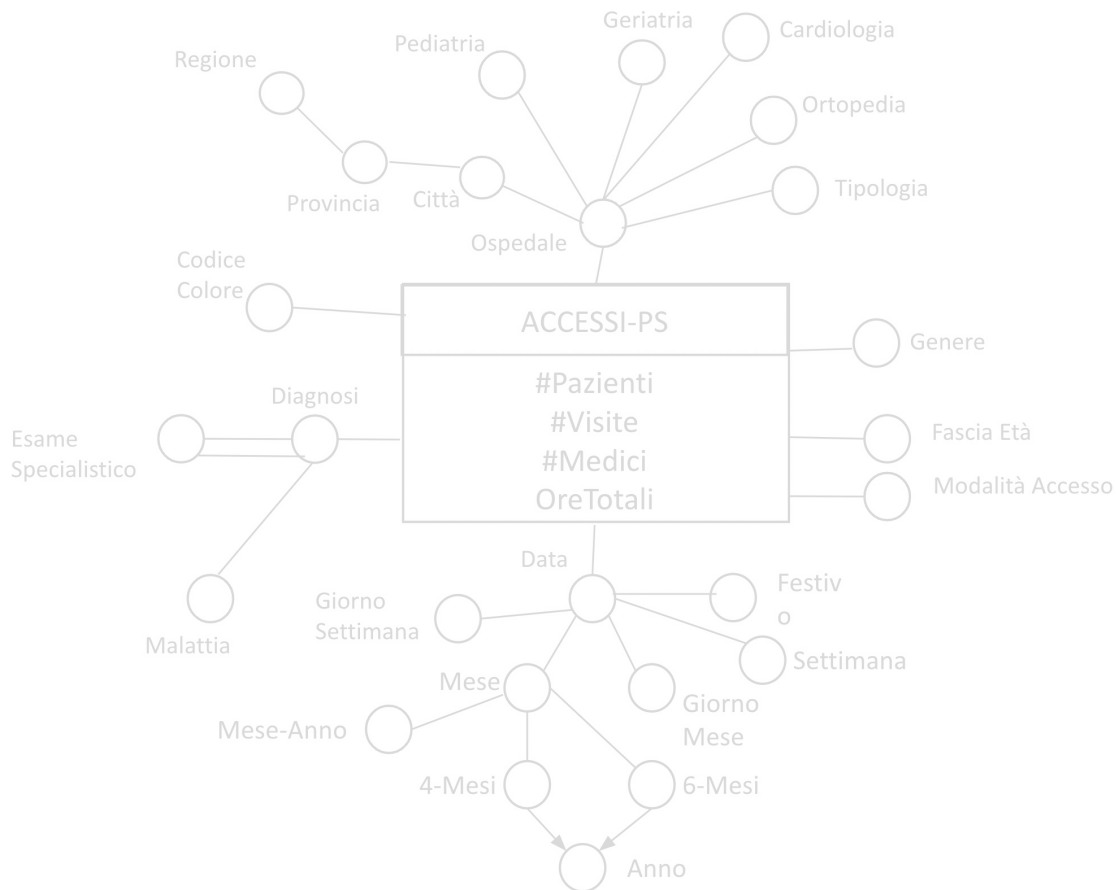 Geriatria
Cardiologia
Pediatria
Regione
Ortopedia
Tipologia
Provincia
Città
Ospedale
Codice
Colore
ACCESSI-PS
Genere
#Pazienti
#Visite
#Medici
OreTotali
Diagnosi
Esame
Specialistico
Fascia Età
Modalità Accesso
Data
Giorno
Settimana
Festiv
o
Malattia
Settimana
Mese
Giorno
Mese
Mese-Anno
4-Mesi
6-Mesi
Anno